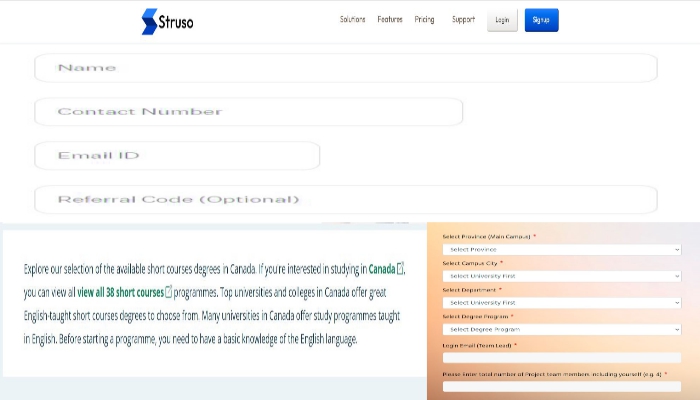 Struso
Solutions Features Pricing Support Login Signup
Name
Contact Number
Email ID
Referral Code (Optional)
Explore our selection of the available short courses degrees in Canada. If you're interested in studying in Canada,
you can view all view all 38 short courses programmes. Top universities and colleges in Canada offer great
English-taught short courses degrees to choose from. Many universities in Canada offer study programmes taught
in English. Before starting a programme, you need to have a basic knowledge of the English language.
Select Province (Main Campus) *
Select Province
Select Campus City *
Select University First
Select Department *
Select University First
Select Degree Program *
Select Degree Program
Login Email (Team Lead) *
Please Enter total number of Project team members including yourself (e.g. 4) *